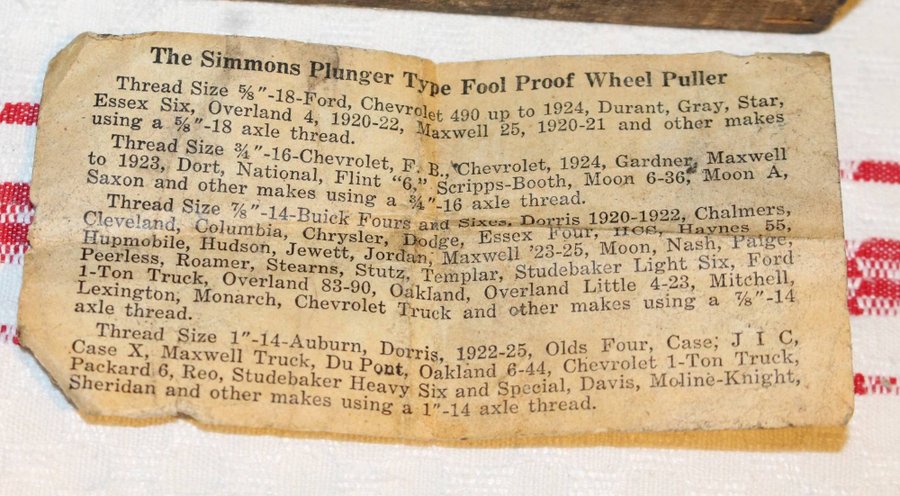 The Simmons Plunger Type Fool Proof Wheel Puller
Thread Size ⅝"-18-Ford, Chevrolet 490 up to 1924, Durant, Gray, Star,
Essex Six, Overland 4, 1920-22, Maxwell 25, 1920-21 and other makes
using a ⅝"-18 axle thread.
Thread Size ¾"-16-Chevrolet, F. B., Chevrolet, 1924, Gardner, Maxwell
to 1923, Dort, National, Flint "6," Scripps-Booth, Moon 6-36, Moon A,
Saxon and other makes using a ¾"-16 axle thread.
Thread Size ⅞"-14-Buick Fours and Sixes, Dorris 1920-1922, Chalmers,
Cleveland, Columbia, Chrysler, Dodge, Essex Four, HCS, Haynes 55,
Hupmobile, Hudson, Jewett, Jordan, Maxwell '23-25, Moon, Nash, Paige,
Peerless, Roamer, Stearns, Stutz, Templar, Studebaker Light Six, Ford
1-Ton Truck, Overland 83-90, Oakland, Overland Little 4-23, Mitchell,
Lexington, Monarch, Chevrolet Truck and other makes using a ⅞"-14
axle thread.
Thread Size 1"-14-Auburn, Dorris, 1922-25, Olds Four, Case, J I C,
Case X, Maxwell Truck, Du Pont, Oakland 6-44, Chevrolet 1-Ton Truck,
Packard 6, Reo, Studebaker Heavy Six and Special, Davis, Moline-Knight,
Sheridan and other makes using a 1"-14 axle thread.